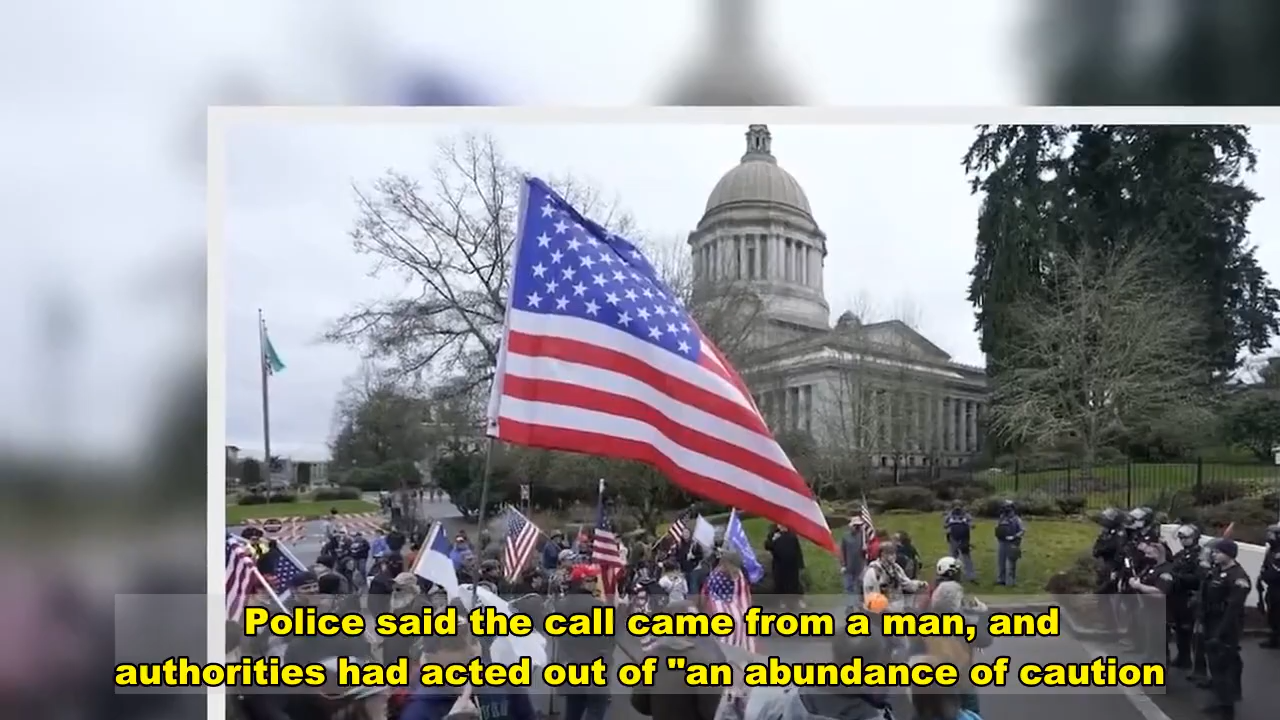 Police said the call came from a man, and
authorities had acted out of "an abundance of caution